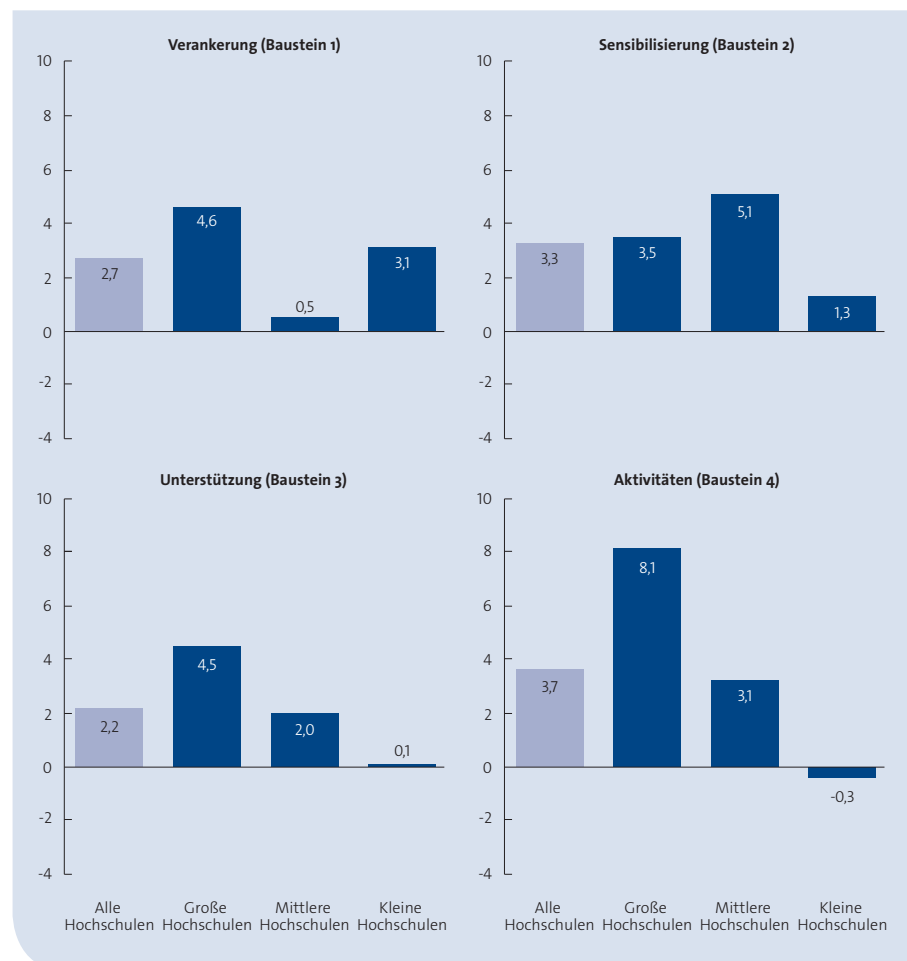 Verankerung (Baustein 1)
10
8
6
4
2
0
-2
-4
2,7
4,6
0,5
3,1
Sensibilisierung (Baustein 2)
10
8
6
4
2
0
-2
-4
3,3
3,5
5,1
1,3
Unterstützung (Baustein 3)
10
8
6
4
2
0
-2
-4
2,2
4,5
2,0
0,1
Aktivitäten (Baustein 4)
10
8
6
4
2
0
-2
-4
3,7
8,1
3,1
-0,3
Alle
Hochschulen
Große
Hochschulen
Mittlere
Hochschulen
Kleine
Hochschulen
Alle
Hochschulen
Große
Hochschulen
Mittlere
Hochschulen
Kleine
Hochschulen